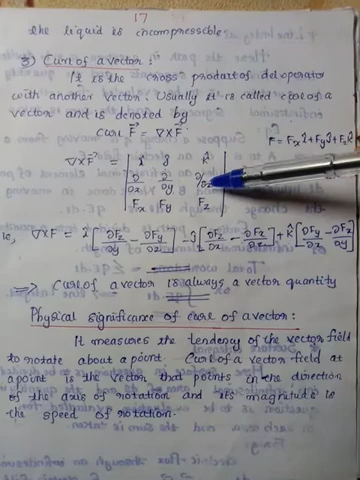 17
the liquid is incompressible.
3) Curl of a vector:
It is the cross product of del operator
with another vector. Usually it is called curl of a
vector and is denoted by
Curl F⃗ = ∇×F⃗
F⃗ = Fx î + Fy ĵ + Fz k̂
∇×F⃗ = | î ĵ k̂ |
| ∂/∂x ∂/∂y ∂/∂z |
| Fx Fy Fz |
ie, ∇×F⃗ = î [∂Fz/∂y − ∂Fy/∂z] − ĵ [∂Fz/∂x − ∂Fx/∂z] + k̂ [∂Fy/∂x − ∂Fx/∂y]
⇒ Curl of a vector is always a vector quantity
Physical significance of curl of a vector:
It measures the tendency of the vector field
to rotate about a point. Curl of a vector field at
a point is the vector that points in the direction
of the axis of rotation and its magnitude is
the speed of rotation.